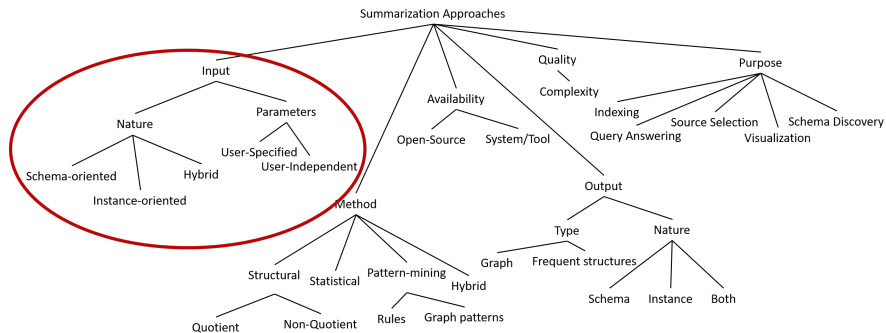 Summarization Approaches
Input
Nature
Parameters
Schema-oriented
Instance-oriented
Hybrid
User-Specified
User-Independent
Method
Structural
Statistical
Pattern-mining
Hybrid
Quotient
Non-Quotient
Rules
Graph patterns
Availability
Open-Source
System/Tool
Quality
Complexity
Output
Type
Nature
Graph
Frequent structures
Schema
Instance
Both
Purpose
Indexing
Query Answering
Source Selection
Visualization
Schema Discovery